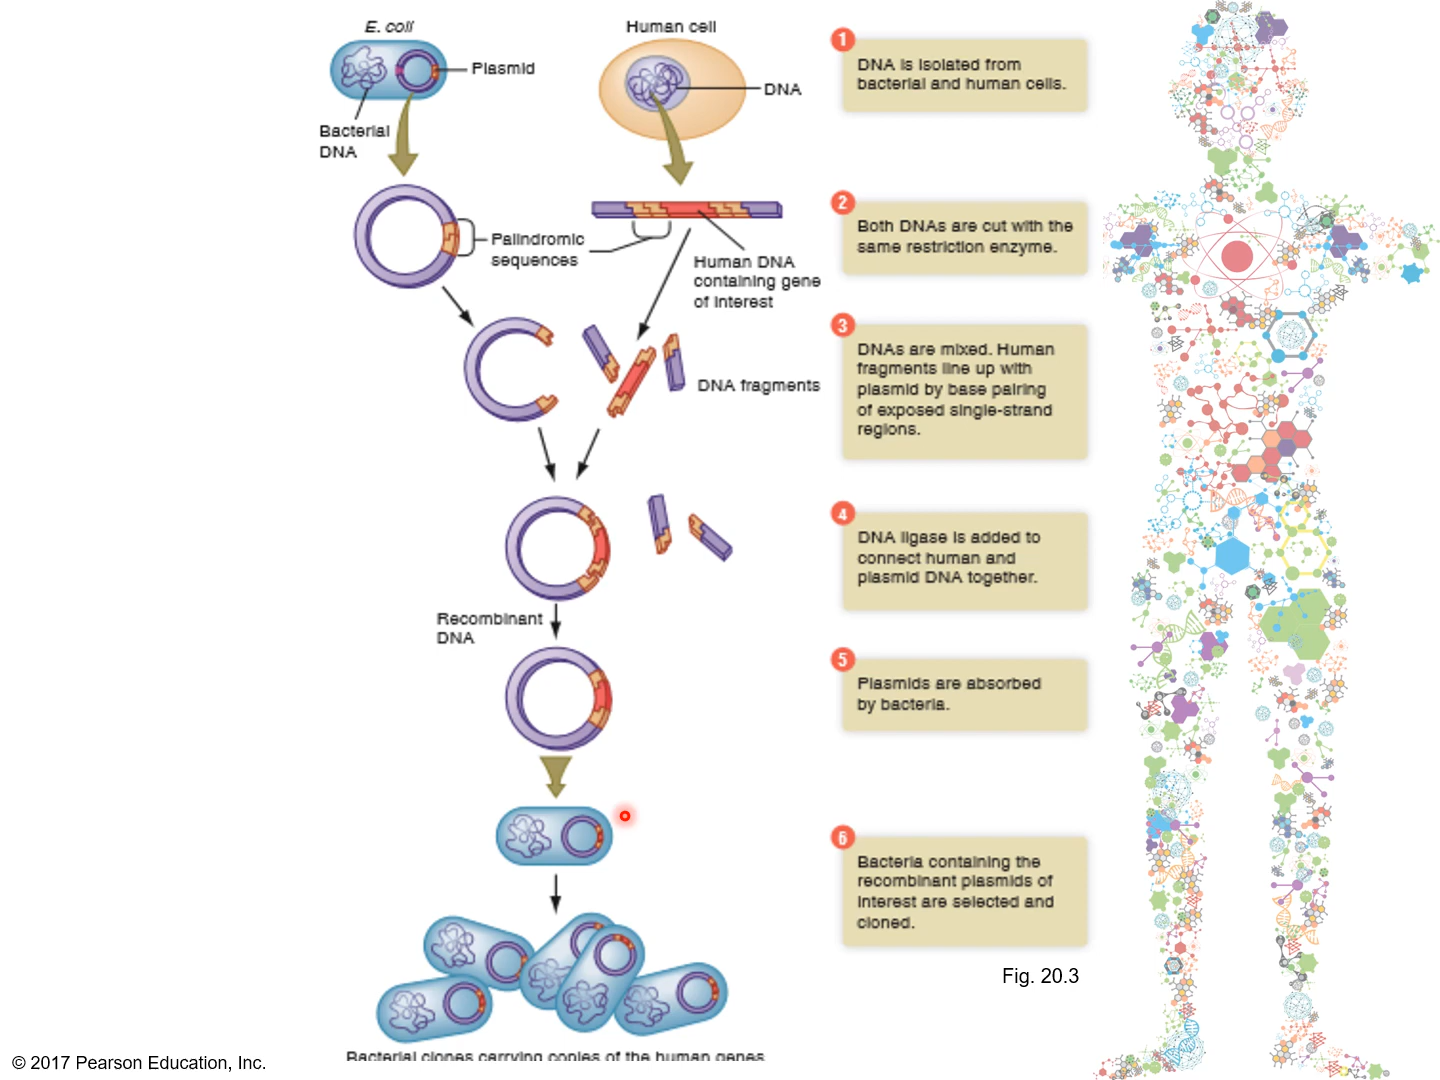 E. coli
Human cell
Plasmid
DNA
Bacterial
DNA
1
DNA is isolated from
bacterial and human cells.
Palindromic
sequences
Human DNA
containing gene
of interest
2
Both DNAs are cut with the
same restriction enzyme.
DNA fragments
3
DNAs are mixed. Human
fragments line up with
plasmid by base pairing
of exposed single-strand
regions.
4
DNA ligase is added to
connect human and
plasmid DNA together.
Recombinant
DNA
5
Plasmids are absorbed
by bacteria.
6
Bacteria containing the
recombinant plasmids of
interest are selected and
cloned.
Fig. 20.3
Bacterial clones carrying copies of the human genes
© 2017 Pearson Education, Inc.